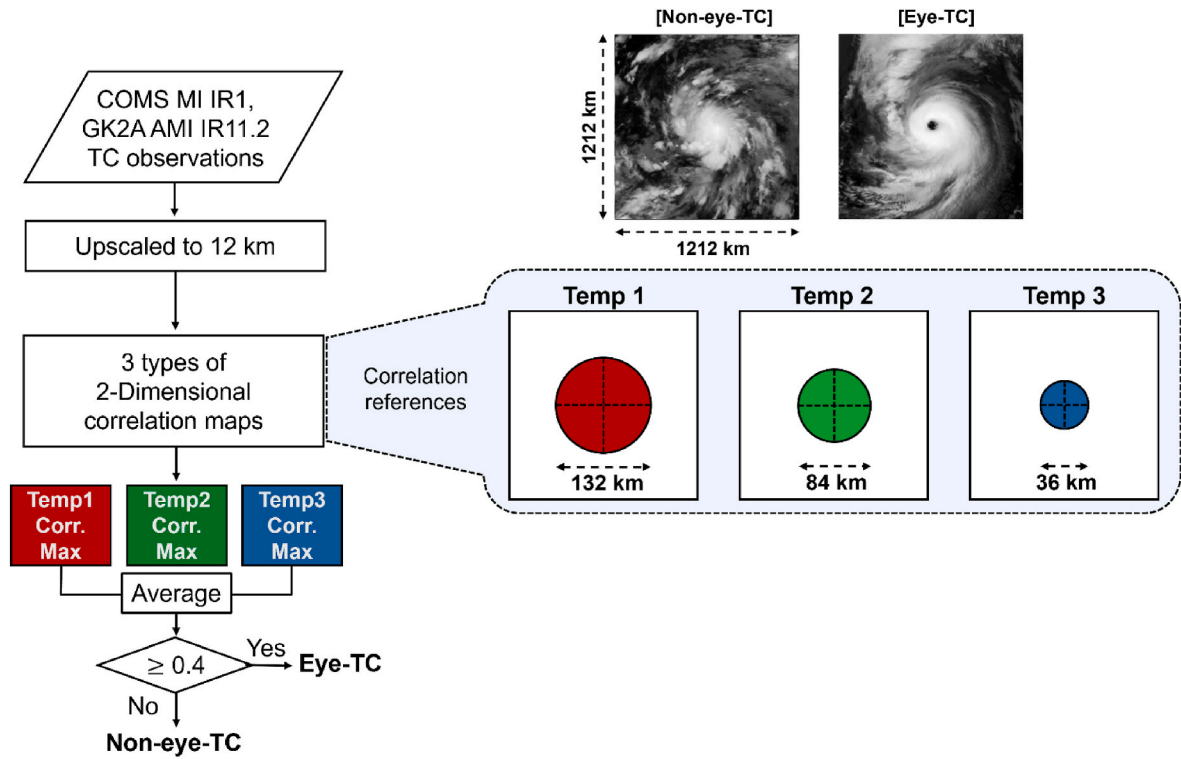 COMS MI IR1,
GK2A AMI IR11.2
TC observations
Upscaled to 12 km
3 types of
2-Dimensional
correlation maps
Temp1
Corr.
Max
Temp2
Corr.
Max
Temp3
Corr.
Max
Average
≥ 0.4
Yes
Eye-TC
No
Non-eye-TC
[Non-eye-TC]
1212 km
1212 km
[Eye-TC]
Correlation
references
Temp 1
132 km
Temp 2
84 km
Temp 3
36 km